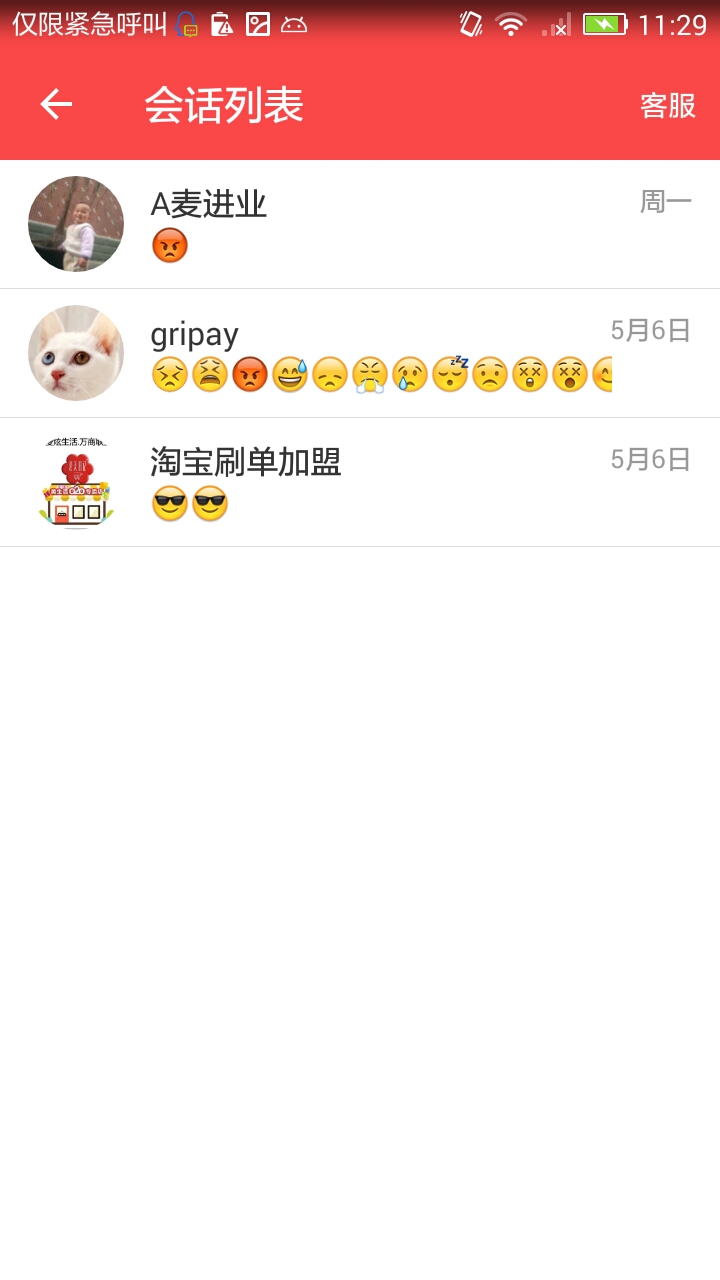 仅限紧急呼叫 11:29
会话列表 客服
A麦进业 周一
😡
gripay 5月6日
😣😫😡😅😞😤😢😴😟😲😵😊
淘宝刷单加盟 5月6日
😎😎